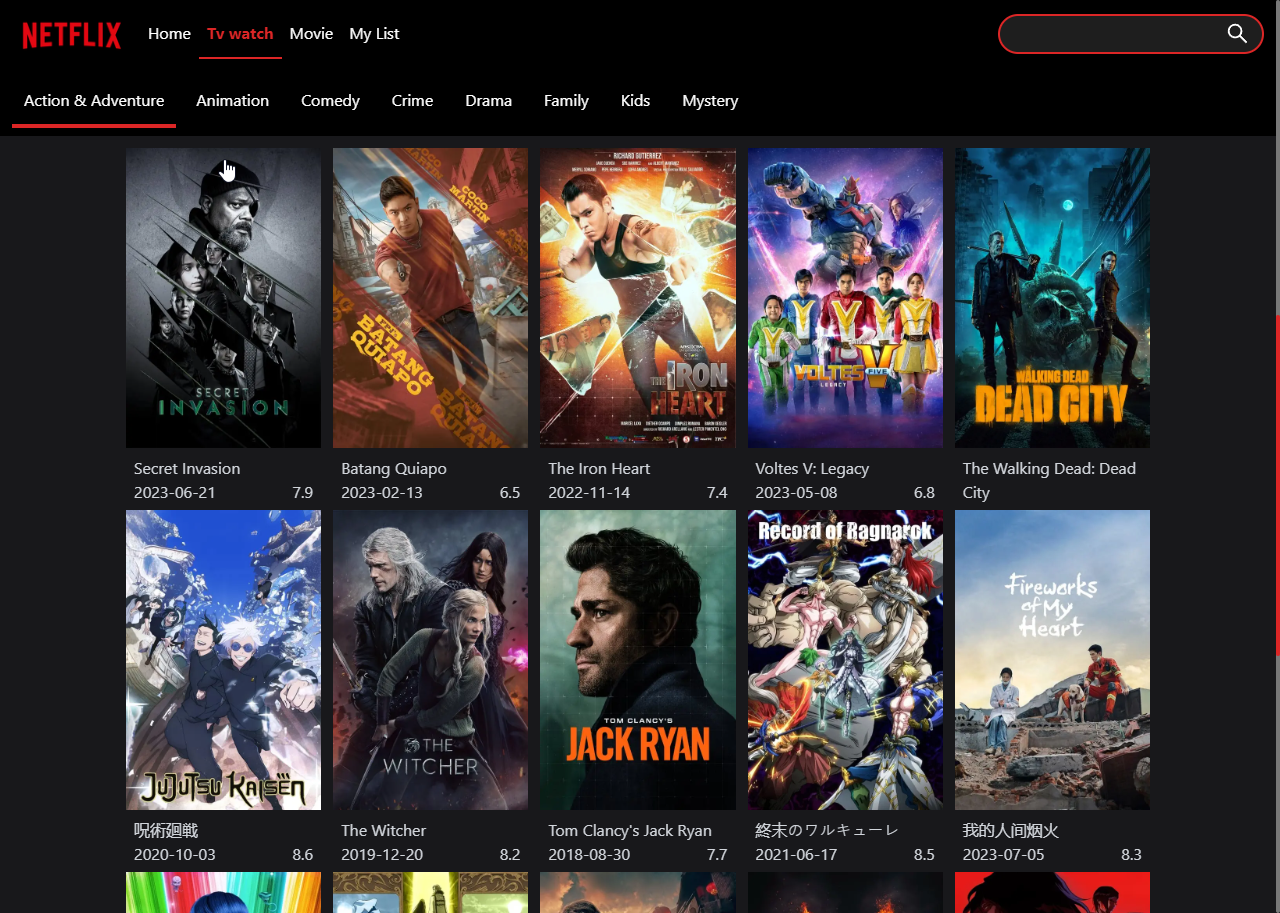 NETFLIX
Home Tv watch Movie My List
Action & Adventure Animation Comedy Crime Drama Family Kids Mystery
SECRET
INVASION
COCO
MARTIN
FPJ'S
BATANG
QUIAPO
RICHARD GUTIERREZ
THE IRON
HEART
VOLTES FIVE V
LEGACY
THE
WALKING DEAD
DEAD CITY
Secret Invasion
2023-06-21 7.9
Batang Quiapo
2023-02-13 6.5
The Iron Heart
2022-11-14 7.4
Voltes V: Legacy
2023-05-08 6.8
The Walking Dead: Dead
City
JUJUTSU KAISEN
THE
WITCHER
TOM CLANCY'S
JACK RYAN
Record of Ragnarok
Fireworks
of My
Heart
呪術廻戦
2020-10-03 8.6
The Witcher
2019-12-20 8.2
Tom Clancy's Jack Ryan
2018-08-30 7.7
終末のワルキューレ
2021-06-17 8.5
我的人间烟火
2023-07-05 8.3